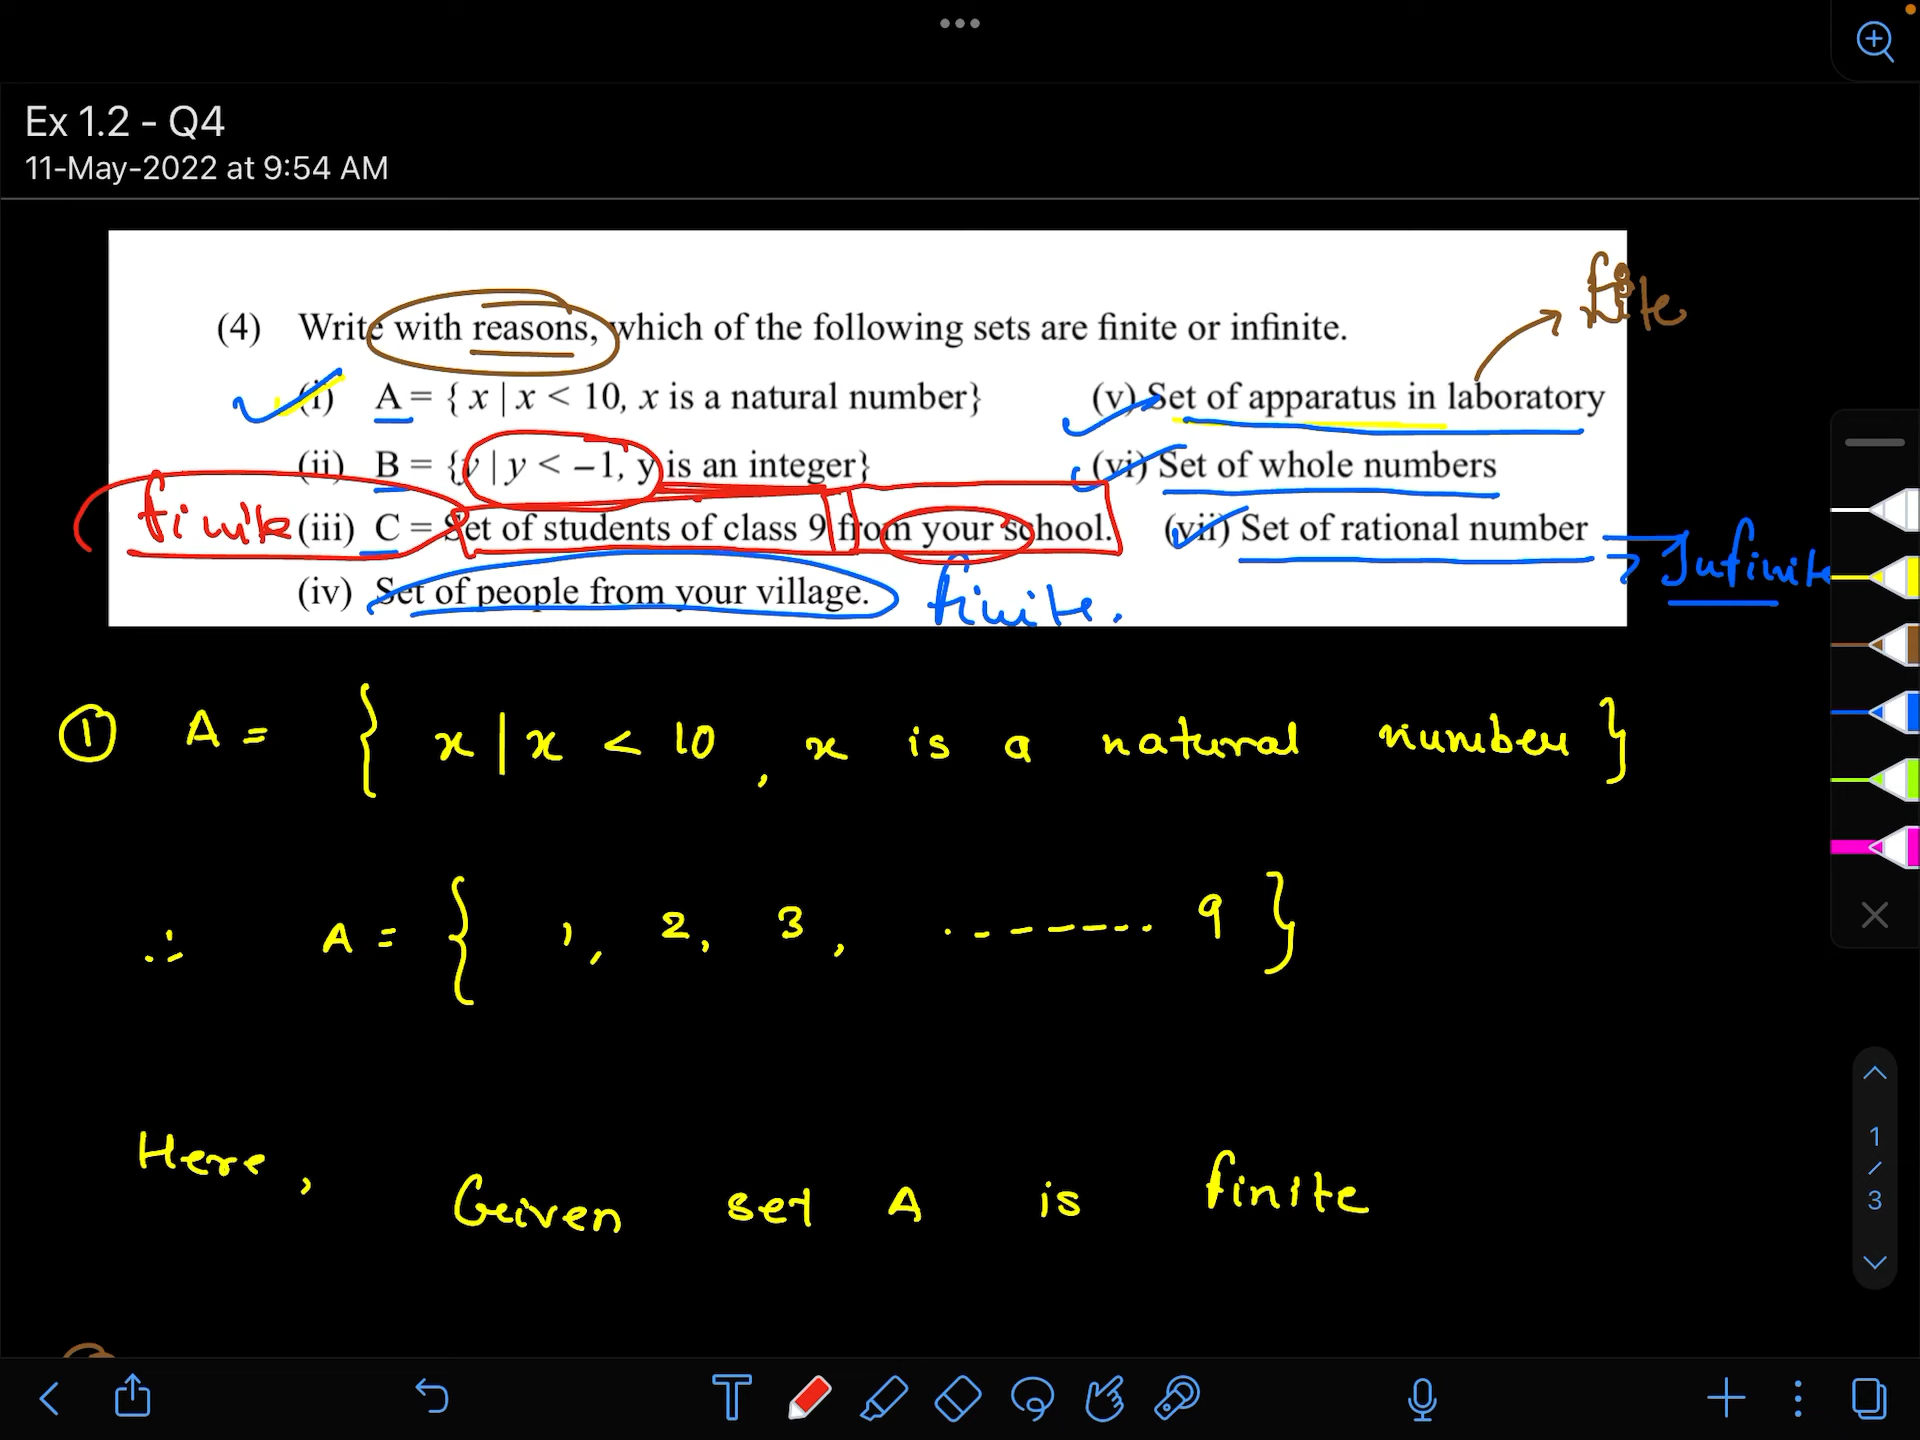 Ex 1.2 - Q4
11-May-2022 at 9:54 AM
(4) Write with reasons, which of the following sets are finite or infinite.
(i) A = { x | x < 10, x is a natural number}
(ii) B = {y | y < –1, y is an integer}
finite (iii) C = Set of students of class 9 from your school.
(iv) Set of people from your village. finite.
(v) Set of apparatus in laboratory
(vi) Set of whole numbers
(vii) Set of rational number Infinite
① A = { x | x < 10 , x is a natural number }
∴ A = { 1, 2, 3, ........ 9 }
Here, Given set A is finite
1
/
3